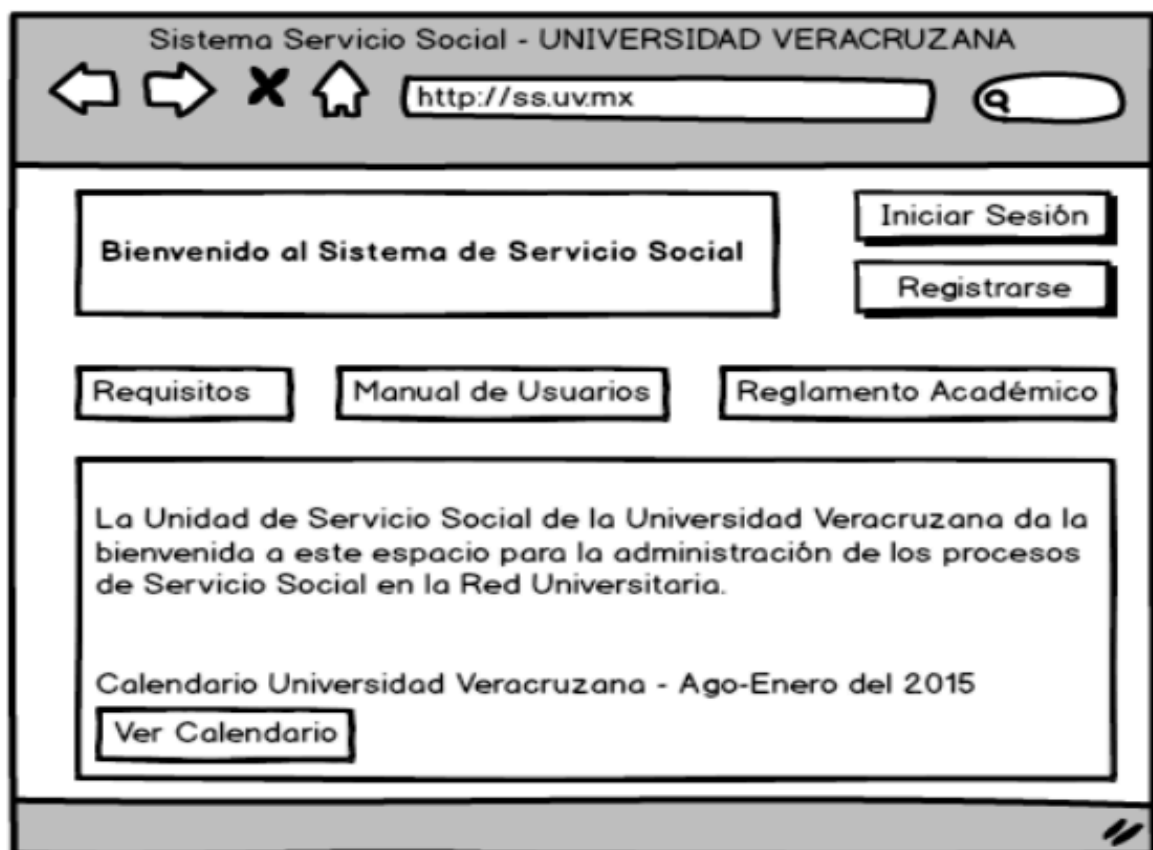 Sistema Servicio Social - UNIVERSIDAD VERACRUZANA
http://ss.uv.mx
Bienvenido al Sistema de Servicio Social
Iniciar Sesión
Registrarse
Requisitos
Manual de Usuarios
Reglamento Académico
La Unidad de Servicio Social de la Universidad Veracruzana da la
bienvenida a este espacio para la administración de los procesos
de Servicio Social en la Red Universitaria.
Calendario Universidad Veracruzana - Ago-Enero del 2015
Ver Calendario